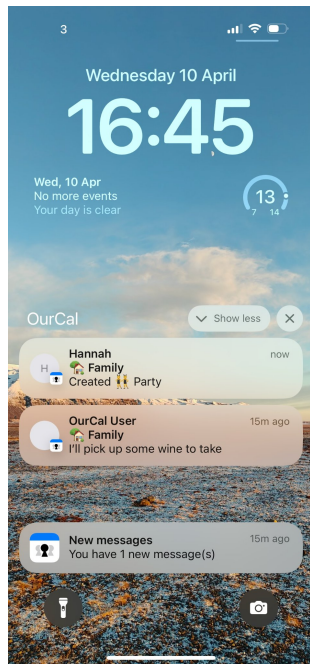 3
Wednesday 10 April
16:45
Wed, 10 Apr
No more events
Your day is clear
13
7 14
OurCal
Show less
Hannah
now
H
🏡 Family
Created 👯 Party
OurCal User
15m ago
🏡 Family
I'll pick up some wine to take
New messages
15m ago
You have 1 new message(s)